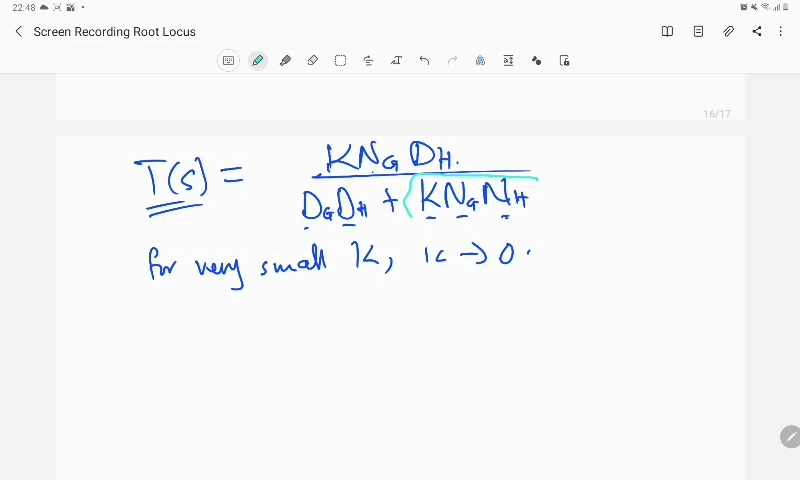 22:48
Screen Recording Root Locus
16/17
T(s) = KN_G D_H / (D_G D_H + KN_G N_H)
for very small K, K → 0.